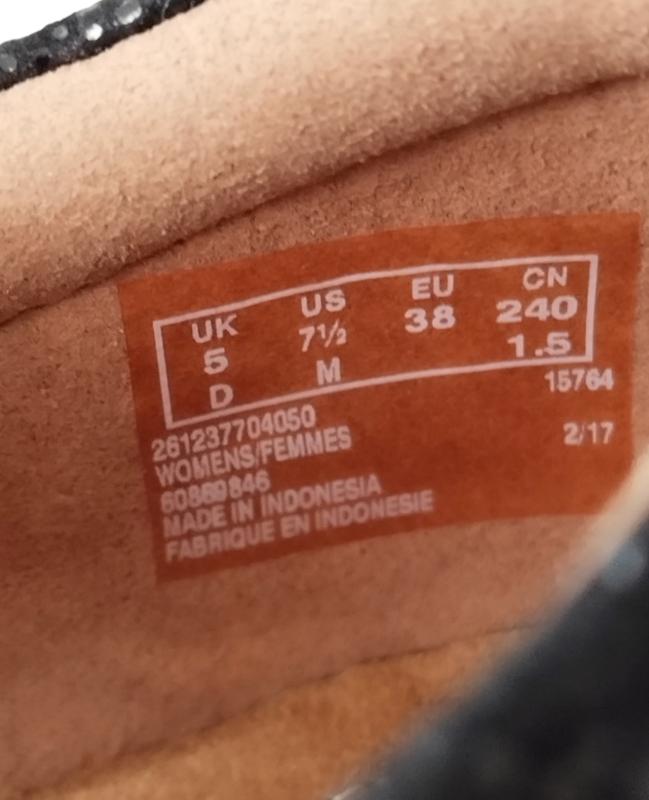 UK US EU CN
5 7½ 38 240
D M 1.5
15764
261237704050
WOMENS/FEMMES 2/17
60869846
MADE IN INDONESIA
FABRIQUE EN INDONESIE